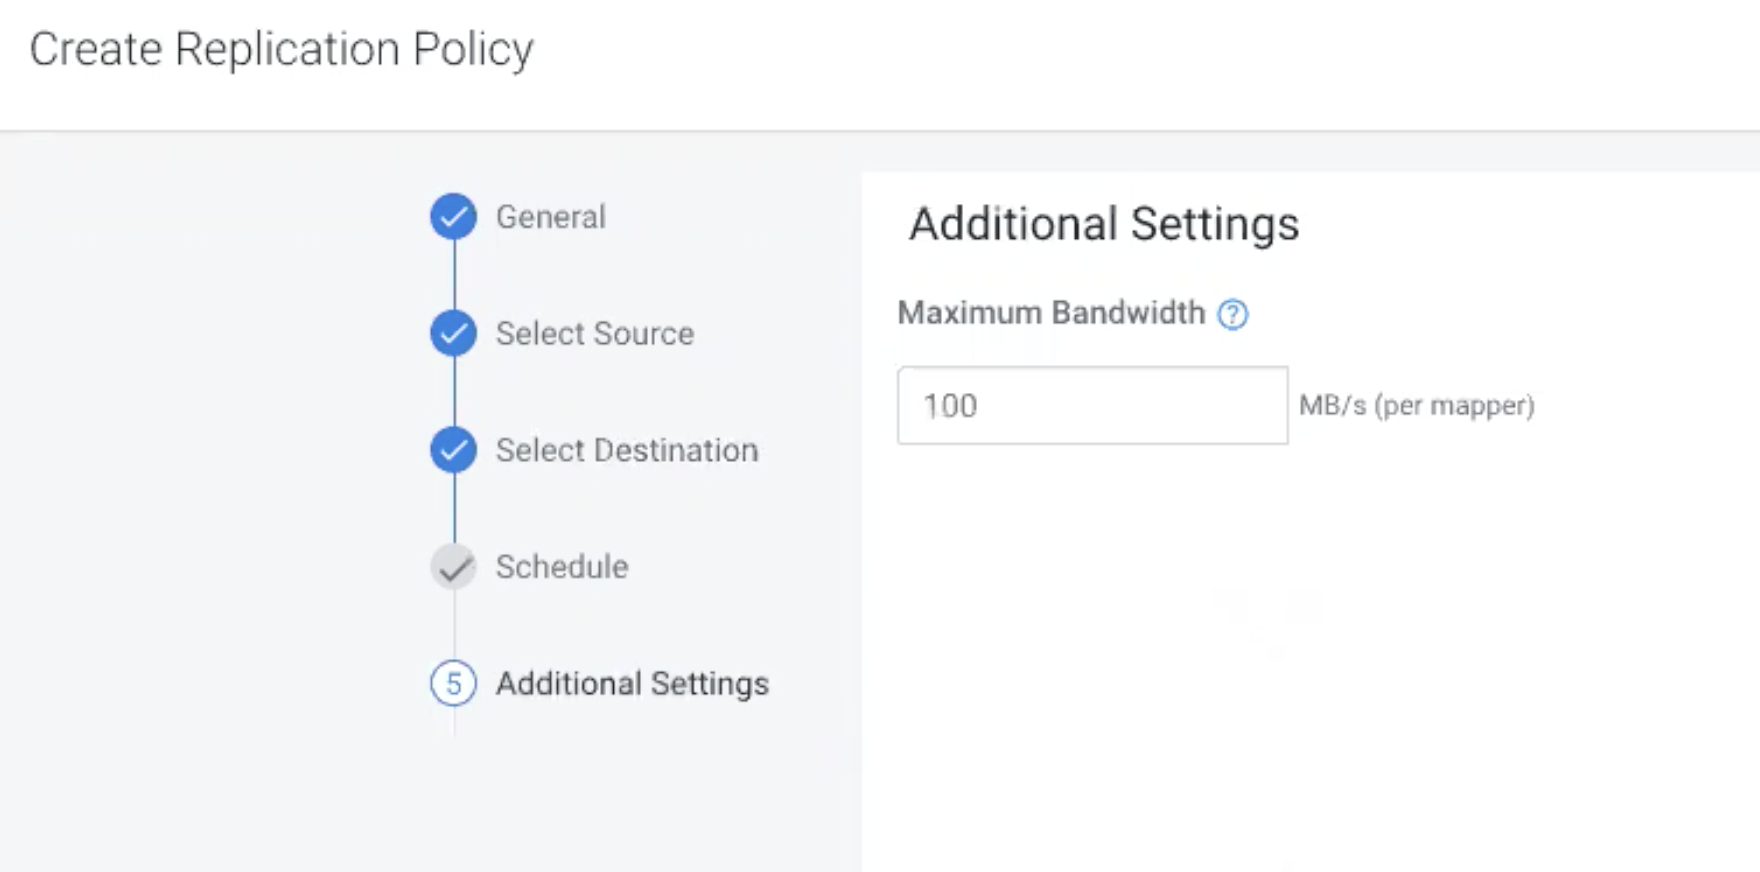 Create Replication Policy
General
Select Source
Select Destination
Schedule
5 Additional Settings
Additional Settings
Maximum Bandwidth ?
100 MB/s (per mapper)